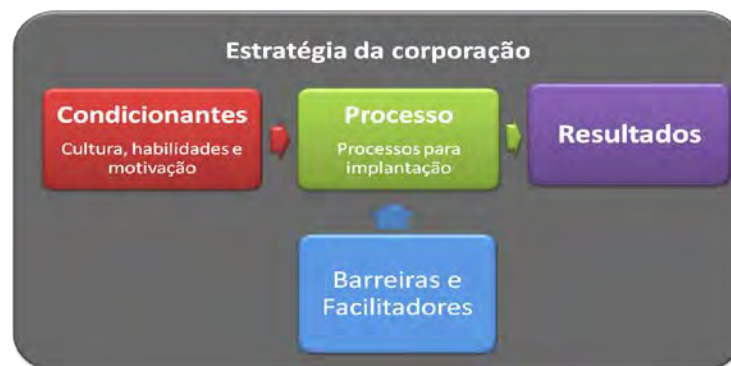 Estratégia da corporação
Condicionantes
Cultura, habilidades e
motivação
Processo
Processos para
implantação
Resultados
Barreiras e
Facilitadores